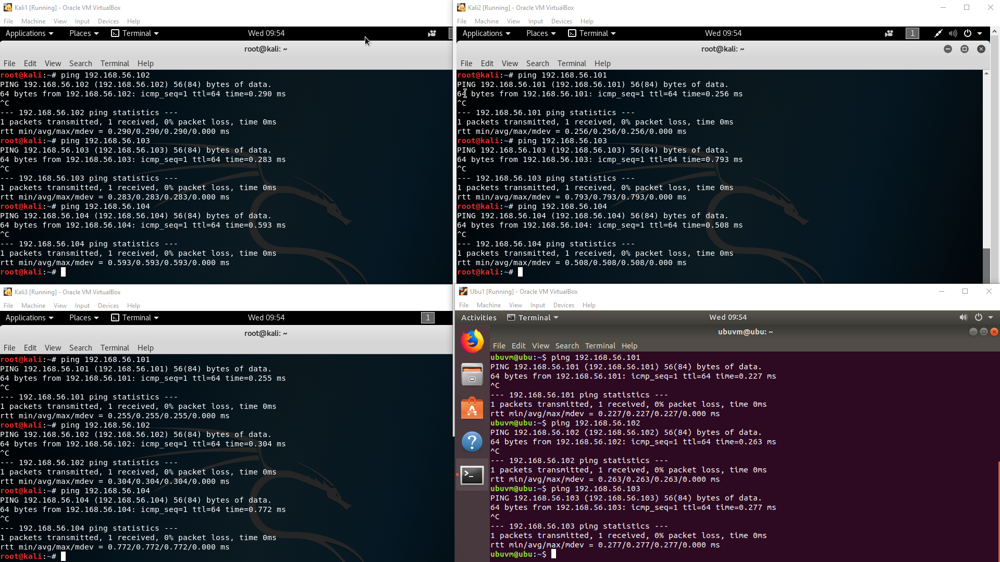 Kali1 [Running] - Oracle VM VirtualBox
File Machine View Input Devices Help
Applications Places Terminal Wed 09:54
root@kali: ~
File Edit View Search Terminal Help
root@kali:~# ping 192.168.56.102
PING 192.168.56.102 (192.168.56.102) 56(84) bytes of data.
64 bytes from 192.168.56.102: icmp_seq=1 ttl=64 time=0.290 ms
^C
--- 192.168.56.102 ping statistics ---
1 packets transmitted, 1 received, 0% packet loss, time 0ms
rtt min/avg/max/mdev = 0.290/0.290/0.290/0.000 ms
root@kali:~# ping 192.168.56.103
PING 192.168.56.103 (192.168.56.103) 56(84) bytes of data.
64 bytes from 192.168.56.103: icmp_seq=1 ttl=64 time=0.283 ms
^C
--- 192.168.56.103 ping statistics ---
1 packets transmitted, 1 received, 0% packet loss, time 0ms
rtt min/avg/max/mdev = 0.283/0.283/0.283/0.000 ms
root@kali:~# ping 192.168.56.104
PING 192.168.56.104 (192.168.56.104) 56(84) bytes of data.
64 bytes from 192.168.56.104: icmp_seq=1 ttl=64 time=0.593 ms
^C
--- 192.168.56.104 ping statistics ---
1 packets transmitted, 1 received, 0% packet loss, time 0ms
rtt min/avg/max/mdev = 0.593/0.593/0.593/0.000 ms
root@kali:~#
Kali2 [Running] - Oracle VM VirtualBox
File Machine View Input Devices Help
Applications Places Terminal Wed 09:54 1
root@kali: ~
File Edit View Search Terminal Help
root@kali:~# ping 192.168.56.101
PING 192.168.56.101 (192.168.56.101) 56(84) bytes of data.
64 bytes from 192.168.56.101: icmp_seq=1 ttl=64 time=0.256 ms
^C
--- 192.168.56.101 ping statistics ---
1 packets transmitted, 1 received, 0% packet loss, time 0ms
rtt min/avg/max/mdev = 0.256/0.256/0.256/0.000 ms
root@kali:~# ping 192.168.56.103
PING 192.168.56.103 (192.168.56.103) 56(84) bytes of data.
64 bytes from 192.168.56.103: icmp_seq=1 ttl=64 time=0.793 ms
^C
--- 192.168.56.103 ping statistics ---
1 packets transmitted, 1 received, 0% packet loss, time 0ms
rtt min/avg/max/mdev = 0.793/0.793/0.793/0.000 ms
root@kali:~# ping 192.168.56.104
PING 192.168.56.104 (192.168.56.104) 56(84) bytes of data.
64 bytes from 192.168.56.104: icmp_seq=1 ttl=64 time=0.508 ms
^C
--- 192.168.56.104 ping statistics ---
1 packets transmitted, 1 received, 0% packet loss, time 0ms
rtt min/avg/max/mdev = 0.508/0.508/0.508/0.000 ms
root@kali:~#
Kali3 [Running] - Oracle VM VirtualBox
File Machine View Input Devices Help
Applications Places Terminal Wed 09:54 1
root@kali: ~
File Edit View Search Terminal Help
root@kali:~# ping 192.168.56.101
PING 192.168.56.101 (192.168.56.101) 56(84) bytes of data.
64 bytes from 192.168.56.101: icmp_seq=1 ttl=64 time=0.255 ms
^C
--- 192.168.56.101 ping statistics ---
1 packets transmitted, 1 received, 0% packet loss, time 0ms
rtt min/avg/max/mdev = 0.255/0.255/0.255/0.000 ms
root@kali:~# ping 192.168.56.102
PING 192.168.56.102 (192.168.56.102) 56(84) bytes of data.
64 bytes from 192.168.56.102: icmp_seq=1 ttl=64 time=0.304 ms
^C
--- 192.168.56.102 ping statistics ---
1 packets transmitted, 1 received, 0% packet loss, time 0ms
rtt min/avg/max/mdev = 0.304/0.304/0.304/0.000 ms
root@kali:~# ping 192.168.56.104
PING 192.168.56.104 (192.168.56.104) 56(84) bytes of data.
64 bytes from 192.168.56.104: icmp_seq=1 ttl=64 time=0.772 ms
^C
--- 192.168.56.104 ping statistics ---
1 packets transmitted, 1 received, 0% packet loss, time 0ms
rtt min/avg/max/mdev = 0.772/0.772/0.772/0.000 ms
root@kali:~#
Ubu1 [Running] - Oracle VM VirtualBox
File Machine View Input Devices Help
Activities Terminal Wed 09:54
ubuvm@ubu: ~
File Edit View Search Terminal Help
ubuvm@ubu:~$ ping 192.168.56.101
PING 192.168.56.101 (192.168.56.101) 56(84) bytes of data.
64 bytes from 192.168.56.101: icmp_seq=1 ttl=64 time=0.227 ms
^C
--- 192.168.56.101 ping statistics ---
1 packets transmitted, 1 received, 0% packet loss, time 0ms
rtt min/avg/max/mdev = 0.227/0.227/0.227/0.000 ms
ubuvm@ubu:~$ ping 192.168.56.102
PING 192.168.56.102 (192.168.56.102) 56(84) bytes of data.
64 bytes from 192.168.56.102: icmp_seq=1 ttl=64 time=0.263 ms
^C
--- 192.168.56.102 ping statistics ---
1 packets transmitted, 1 received, 0% packet loss, time 0ms
rtt min/avg/max/mdev = 0.263/0.263/0.263/0.000 ms
ubuvm@ubu:~$ ping 192.168.56.103
PING 192.168.56.103 (192.168.56.103) 56(84) bytes of data.
64 bytes from 192.168.56.103: icmp_seq=1 ttl=64 time=0.277 ms
^C
--- 192.168.56.103 ping statistics ---
1 packets transmitted, 1 received, 0% packet loss, time 0ms
rtt min/avg/max/mdev = 0.277/0.277/0.277/0.000 ms
ubuvm@ubu:~$